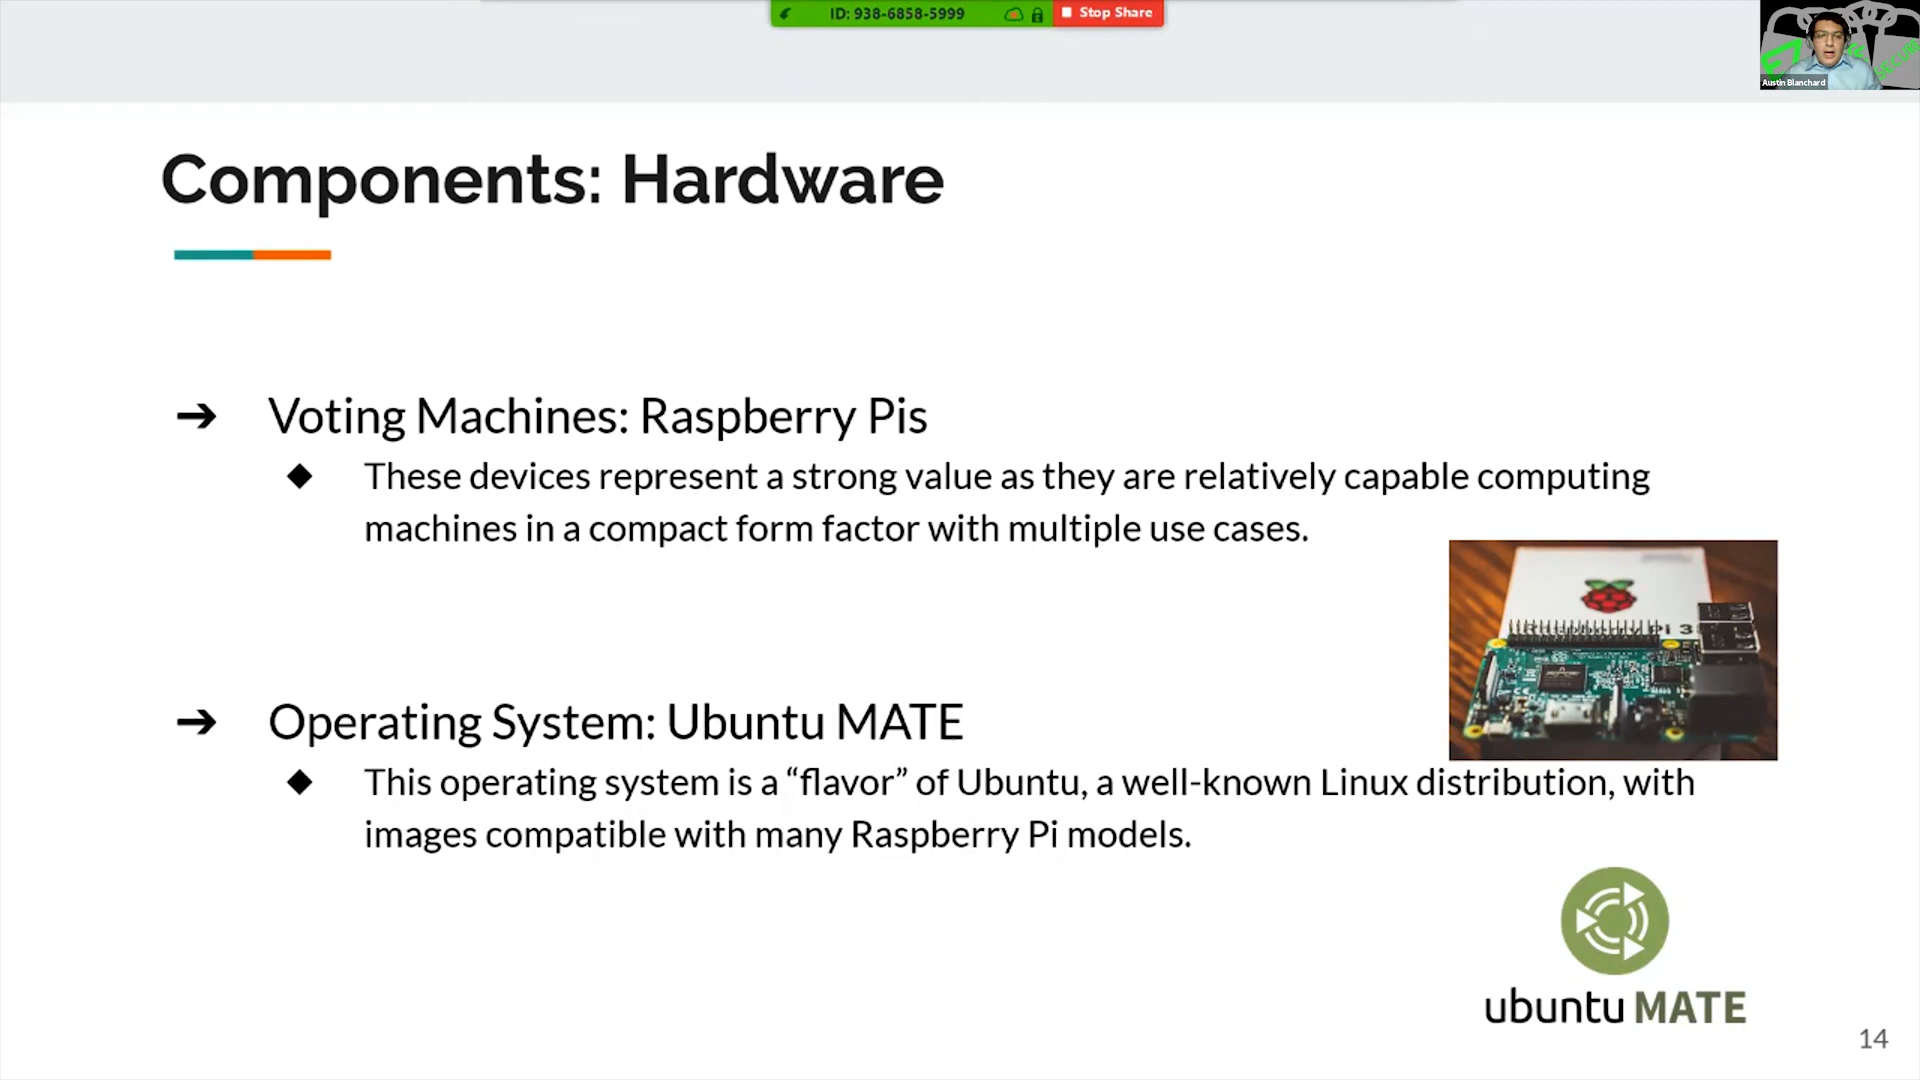 ID: 938-6858-5999
Stop Share
Austin Blanchard
Components: Hardware
➔ Voting Machines: Raspberry Pis
◆ These devices represent a strong value as they are relatively capable computing
machines in a compact form factor with multiple use cases.
Raspberry Pi 3
➔ Operating System: Ubuntu MATE
◆ This operating system is a “flavor” of Ubuntu, a well-known Linux distribution, with
images compatible with many Raspberry Pi models.
ubuntu MATE
14